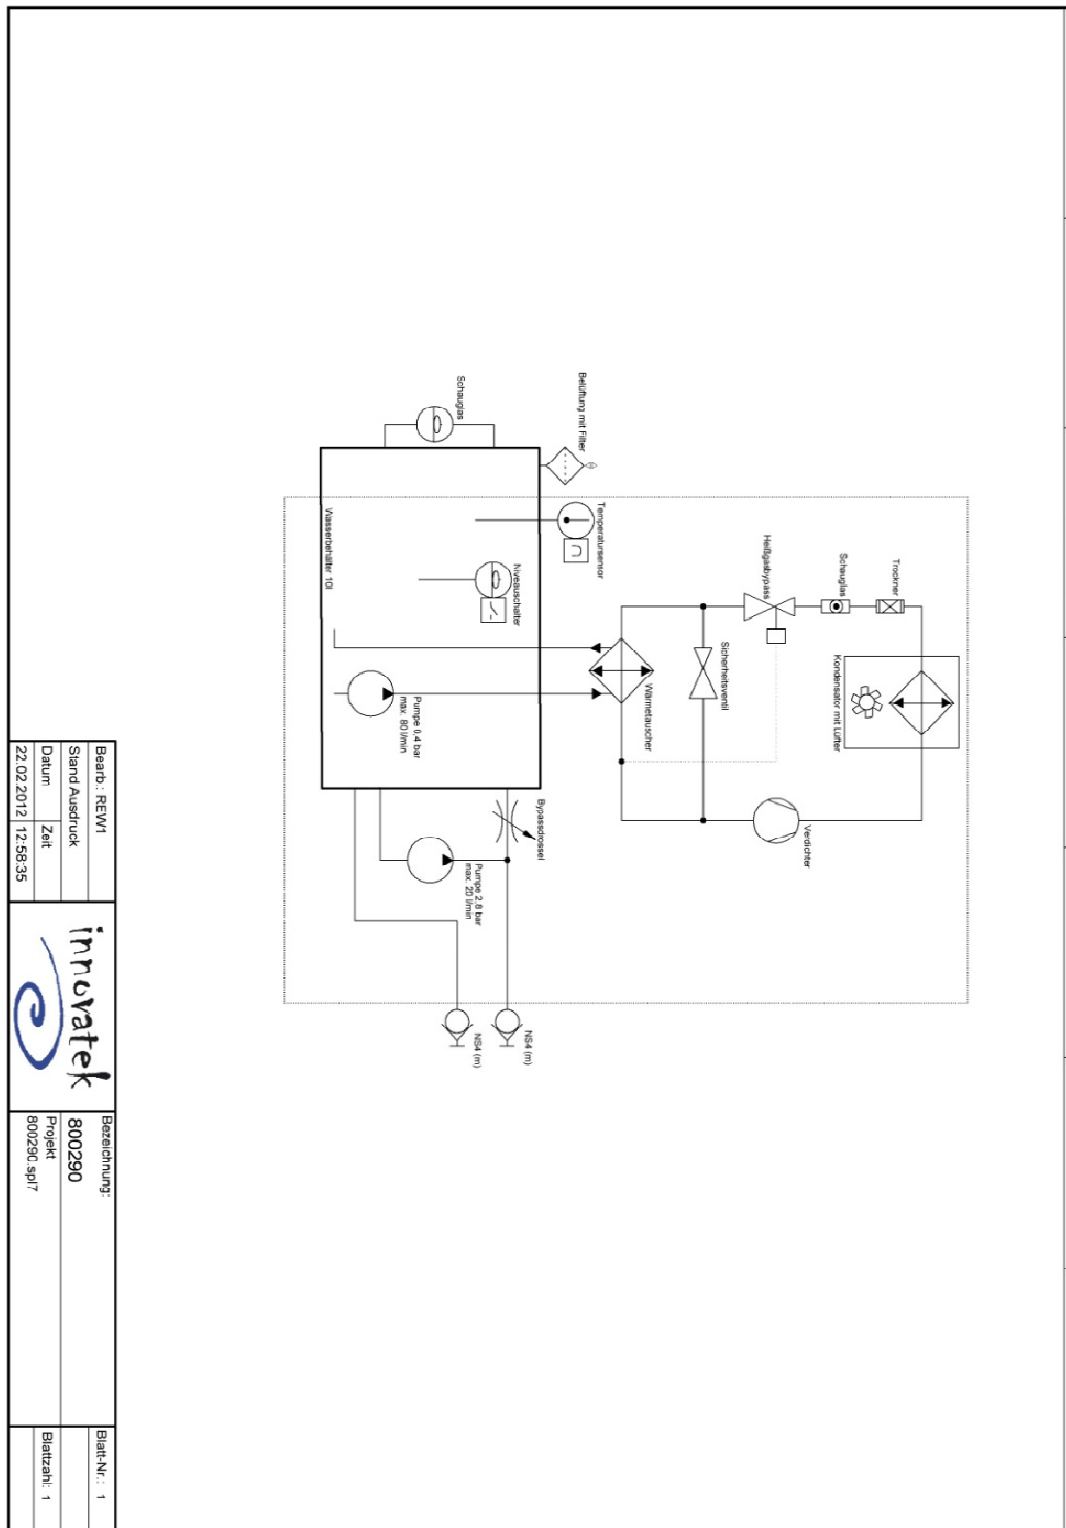 Trockner
Schauglas
Heißgasbypass
Kondensator mit Lüfter
Sicherheitsventil
Verdichter
Wärmetauscher
Belüftung mit Filter
Temperatursensor
Niveauschalter
Schauglas
Wasserbehälter 10l
Pumpe 0,4 bar
max. 80 l/min
Bypassdrossel
Pumpe 2,8 bar
max. 20 l/min
NS4 (m)
NS4 (m)
Bearb.: REW1
Stand Ausdruck
Datum
Zeit
22.02.2012
12:58:35
innovatek
Bezeichnung:
800290
Projekt
800290.spl7
Blatt-Nr.: 1
Blattzahl: 1